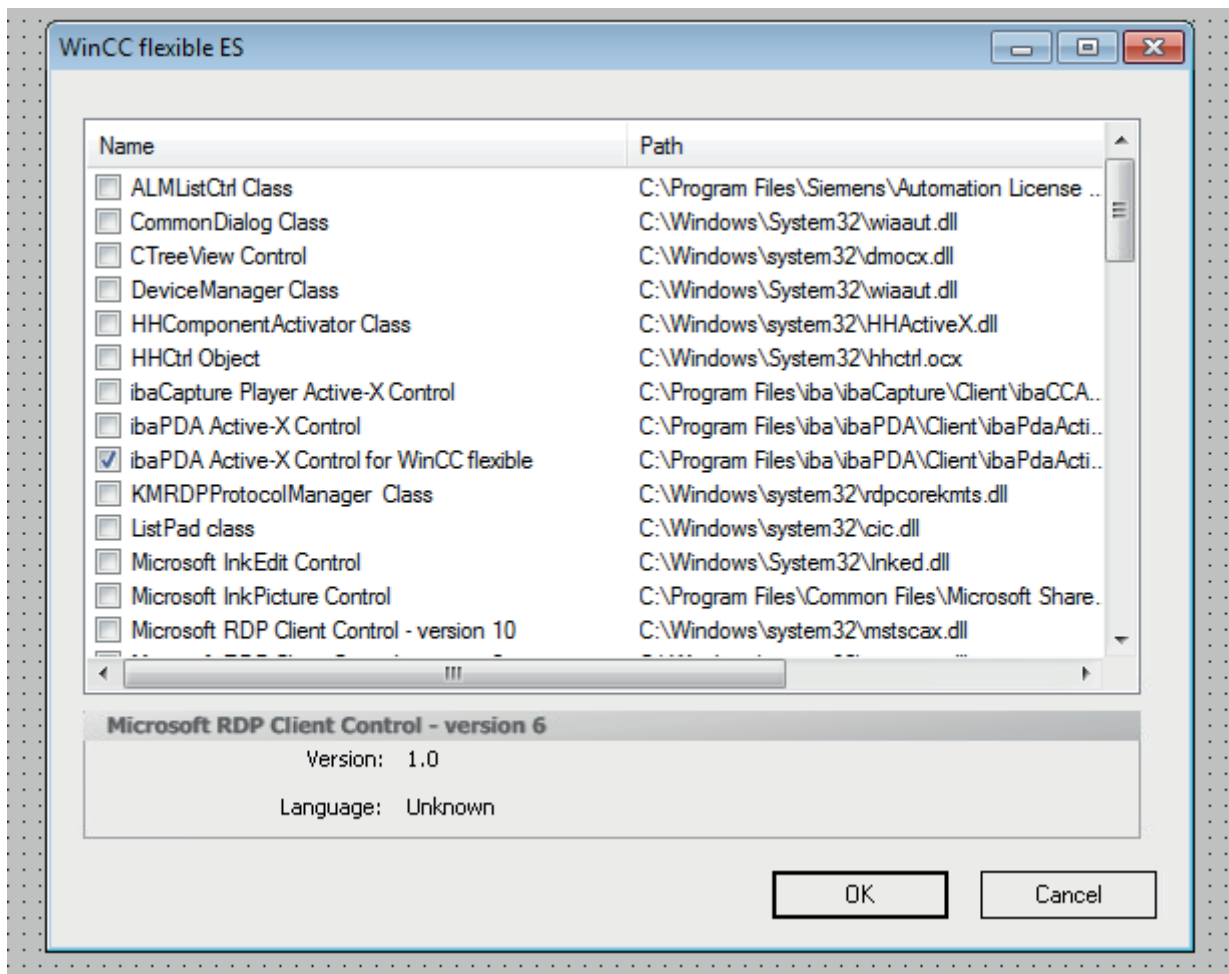 WinCC flexible ES
Name Path
ALMListCtrl Class C:\Program Files\Siemens\Automation License ...
CommonDialog Class C:\Windows\System32\wiaaut.dll
CTreeView Control C:\Windows\system32\dmocx.dll
DeviceManager Class C:\Windows\System32\wiaaut.dll
HHComponentActivator Class C:\Windows\system32\HHActiveX.dll
HHCtrl Object C:\Windows\System32\hhctrl.ocx
ibaCapture Player Active-X Control C:\Program Files\iba\ibaCapture\Client\ibaCCA...
ibaPDA Active-X Control C:\Program Files\iba\ibaPDA\Client\ibaPdaActi...
ibaPDA Active-X Control for WinCC flexible C:\Program Files\iba\ibaPDA\Client\ibaPdaActi...
KMRDPProtocolManager Class C:\Windows\system32\rdpcorekmts.dll
ListPad class C:\Windows\system32\cic.dll
Microsoft InkEdit Control C:\Windows\System32\Inked.dll
Microsoft InkPicture Control C:\Program Files\Common Files\Microsoft Share...
Microsoft RDP Client Control - version 10 C:\Windows\system32\mstscax.dll
Microsoft RDP Client Control - version 6
Version: 1.0
Language: Unknown
OK Cancel